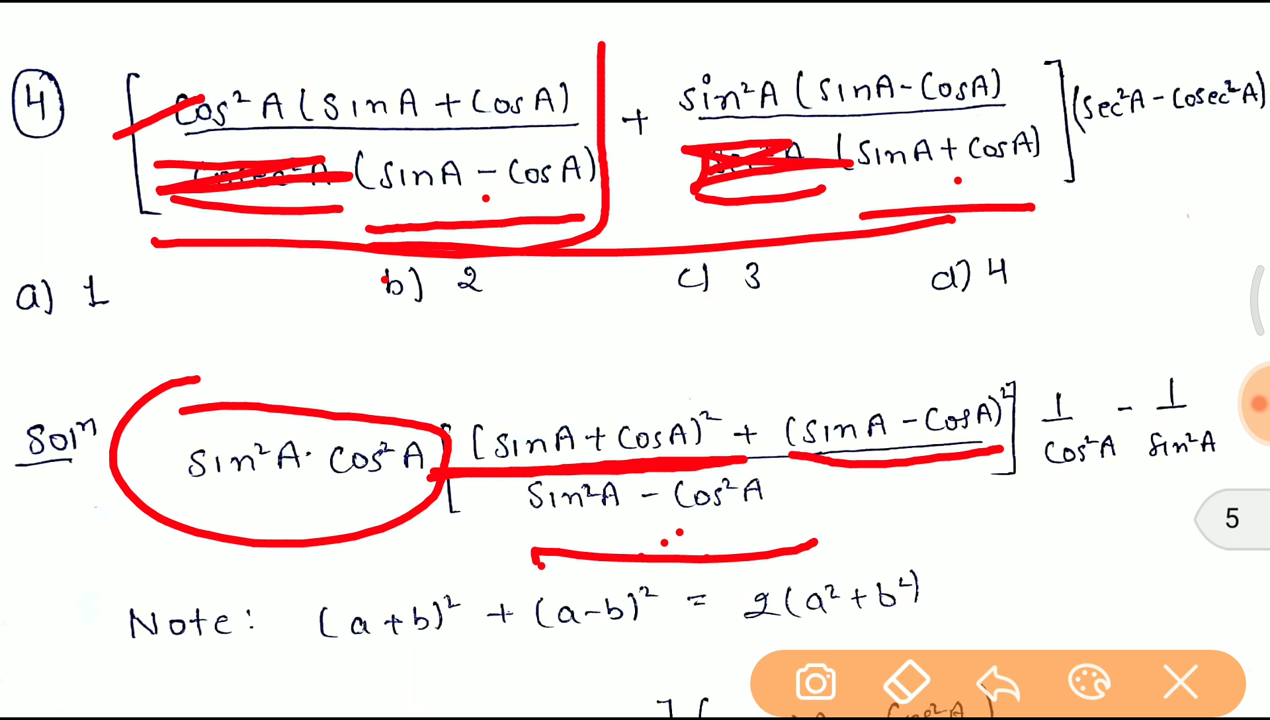 ④ [ Cos²A (SinA + CosA) / (SinA - CosA) + Sin²A (SinA - CosA) / (SinA + CosA) ] (Sec²A - Cosec²A)
a) 1 b) 2 c) 3 d) 4
Solⁿ Sin²A · Cos²A [ (SinA + CosA)² + (SinA - CosA)² / Sin²A - Cos²A ] 1/Cos²A - 1/Sin²A
5
Note: (a+b)² + (a-b)² = 2(a² + b²)